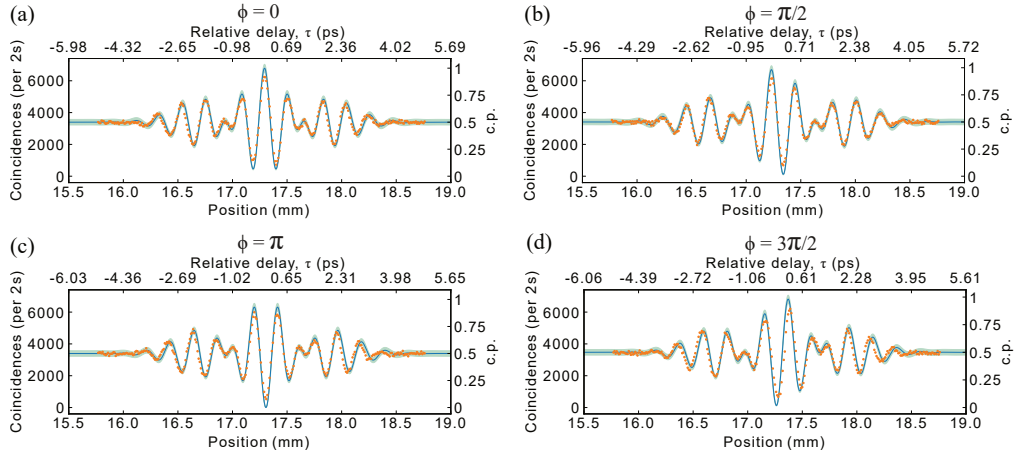 (a)
ϕ = 0
Relative delay, τ (ps)
-5.98 -4.32 -2.65 -0.98 0.69 2.36 4.02 5.69
Coincidences (per 2s)
6000
4000
2000
0
1
0.75
0.5
0.25
0
c.p.
15.5 16.0 16.5 17.0 17.5 18.0 18.5 19.0
Position (mm)
(b)
ϕ = π/2
Relative delay, τ (ps)
-5.96 -4.29 -2.62 -0.95 0.71 2.38 4.05 5.72
Coincidences (per 2s)
6000
4000
2000
0
1
0.75
0.5
0.25
0
c.p.
15.5 16.0 16.5 17.0 17.5 18.0 18.5 19.0
Position (mm)
(c)
ϕ = π
Relative delay, τ (ps)
-6.03 -4.36 -2.69 -1.02 0.65 2.31 3.98 5.65
Coincidences (per 2s)
6000
4000
2000
0
1
0.75
0.5
0.25
0
c.p.
15.5 16.0 16.5 17.0 17.5 18.0 18.5 19.0
Position (mm)
(d)
ϕ = 3π/2
Relative delay, τ (ps)
-6.06 -4.39 -2.72 -1.06 0.61 2.28 3.95 5.61
Coincidences (per 2s)
6000
4000
2000
0
1
0.75
0.5
0.25
0
c.p.
15.5 16.0 16.5 17.0 17.5 18.0 18.5 19.0
Position (mm)